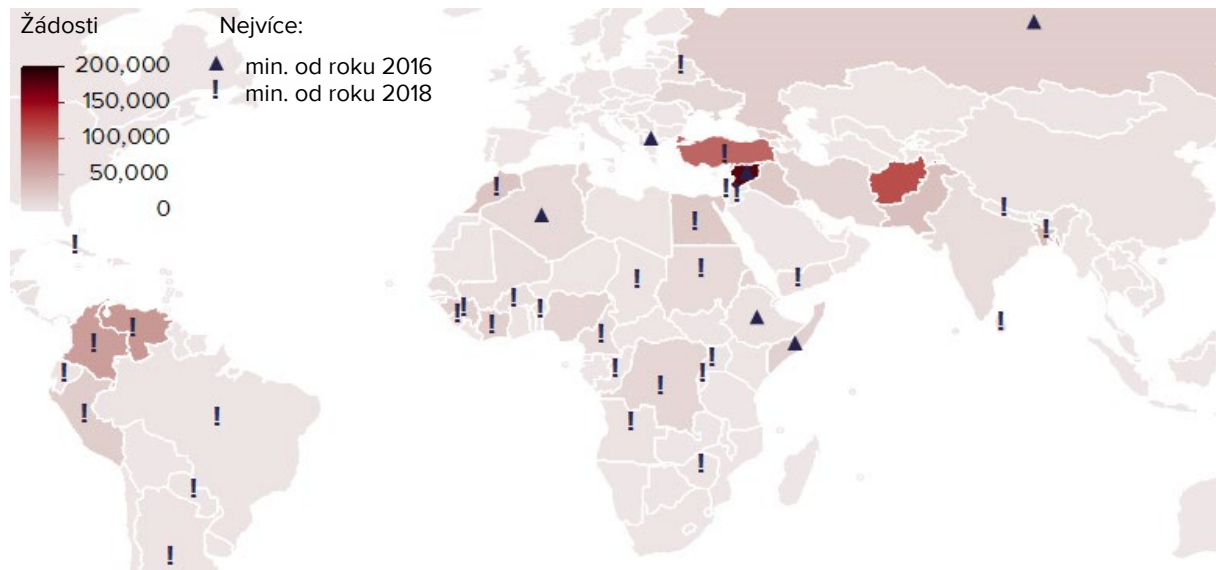 Žádosti
Nejvíce:
min. od roku 2016
min. od roku 2018
200,000
150,000
100,000
50,000
0